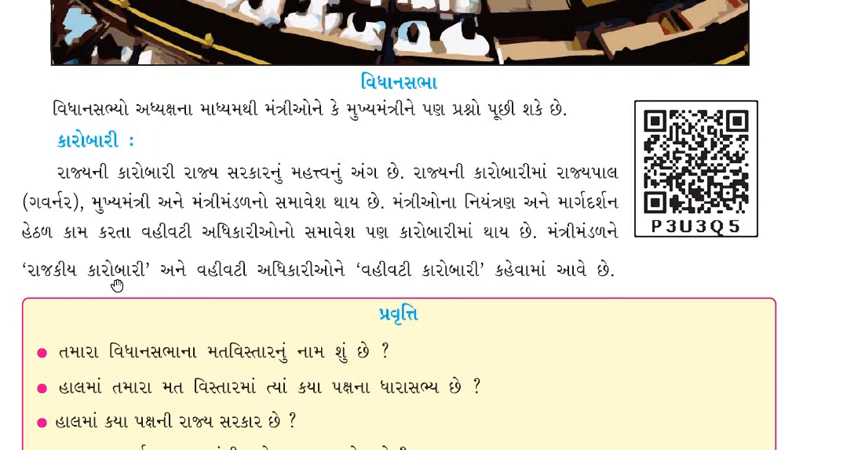 વિધાનસભા
વિધાનસભ્યો અધ્યક્ષના માધ્યમથી મંત્રીઓને કે મુખ્યમંત્રીને પણ પ્રશ્નો પૂછી શકે છે.
કારોબારી :
રાજ્યની કારોબારી રાજ્ય સરકારનું મહત્ત્વનું અંગ છે. રાજ્યની કારોબારીમાં રાજ્યપાલ
(ગવર્નર), મુખ્યમંત્રી અને મંત્રીમંડળનો સમાવેશ થાય છે. મંત્રીઓના નિયંત્રણ અને માર્ગદર્શન
હેઠળ કામ કરતા વહીવટી અધિકારીઓનો સમાવેશ પણ કારોબારીમાં થાય છે. મંત્રીમંડળને
P3U3Q5
‘રાજકીય કારોબારી’ અને વહીવટી અધિકારીઓને ‘વહીવટી કારોબારી’ કહેવામાં આવે છે.
પ્રવૃત્તિ
● તમારા વિધાનસભાના મતવિસ્તારનું નામ શું છે ?
● હાલમાં તમારા મત વિસ્તારમાં ત્યાં કયા પક્ષના ધારાસભ્ય છે ?
● હાલમાં કયા પક્ષની રાજ્ય સરકાર છે ?